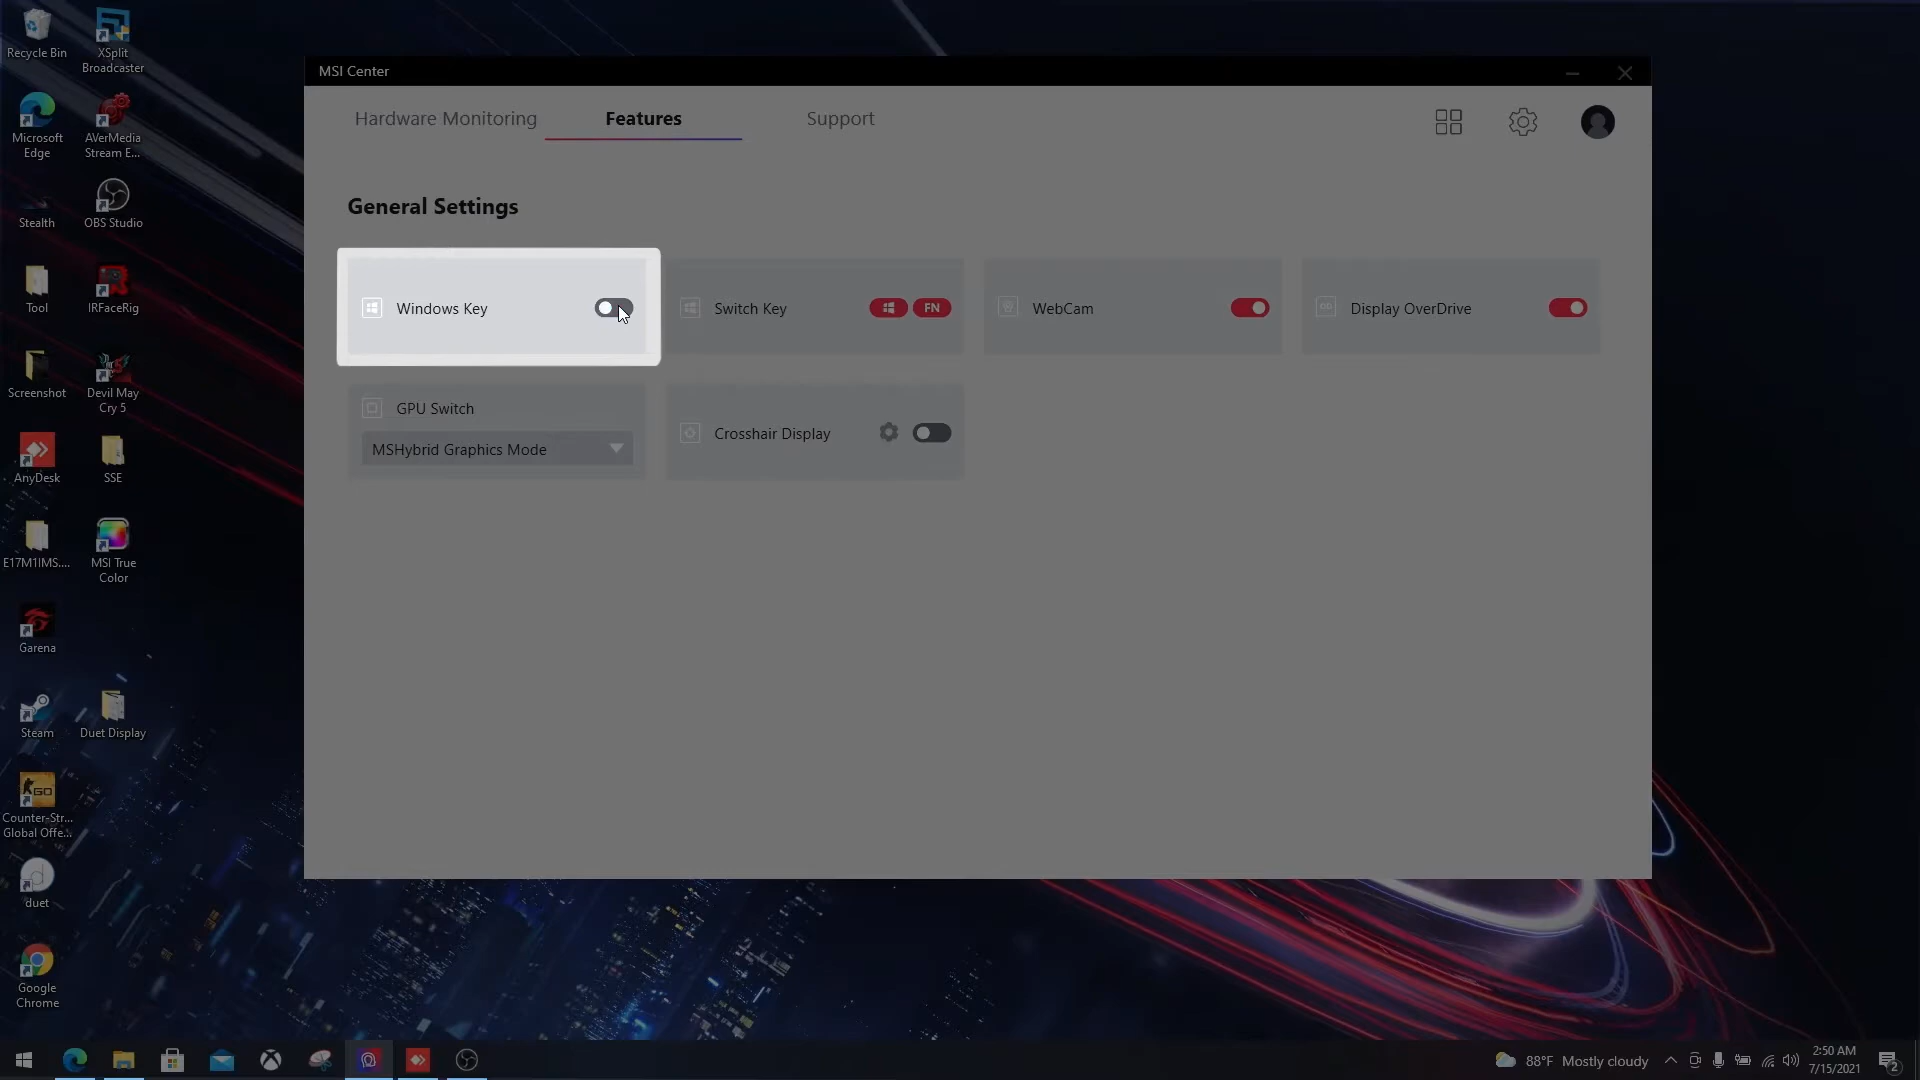 Recycle Bin
XSplit
Broadcaster
Microsoft
Edge
AVerMedia
Stream E...
Stealth
OBS Studio
Tool
IRFaceRig
Screenshot
Devil May
Cry 5
AnyDesk
SSE
E17M1IMS....
MSI True
Color
Garena
Steam
Duet Display
GO
Counter-Str...
Global Offe...
duet
Google
Chrome
MSI Center
Hardware Monitoring
Features
Support
General Settings
Windows Key
Switch Key
FN
WebCam
Display OverDrive
GPU Switch
MSHybrid Graphics Mode
Crosshair Display
88°F Mostly cloudy
2:50 AM
7/15/2021
2